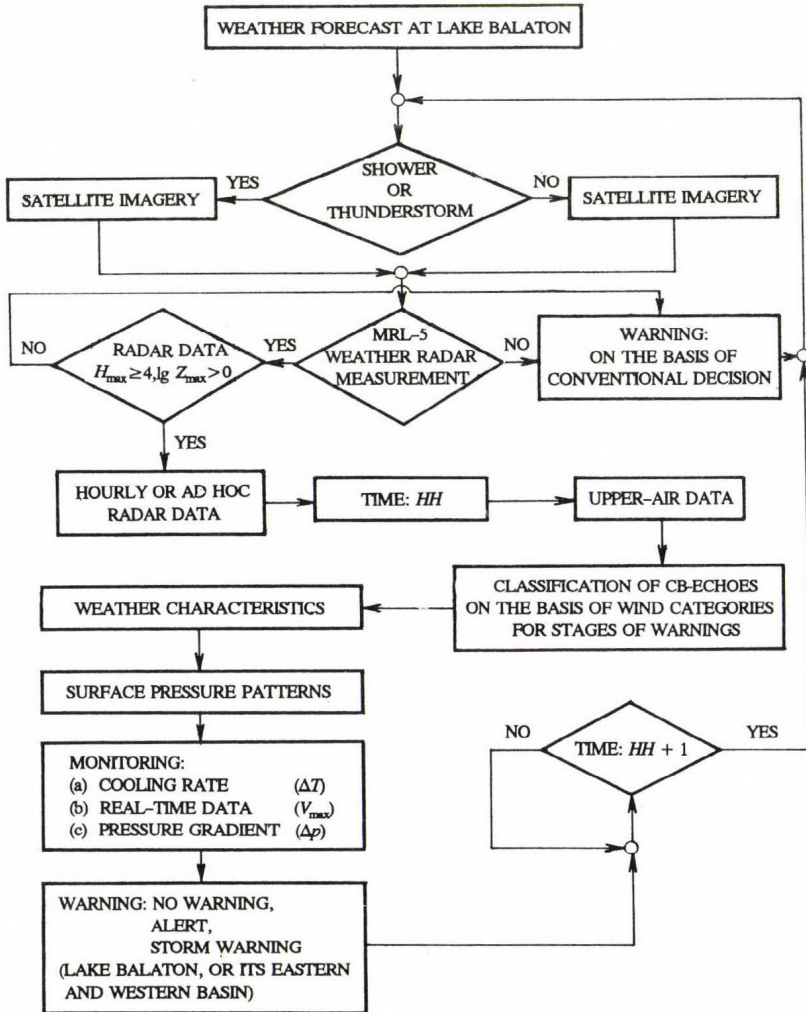 WEATHER FORECAST AT LAKE BALATON
SHOWER
OR
THUNDERSTORM
YES
NO
SATELLITE IMAGERY
SATELLITE IMAGERY
NO
RADAR DATA
H_max ≥ 4, lg Z_max > 0
YES
MRL-5
WEATHER RADAR
MEASUREMENT
NO
WARNING:
ON THE BASIS OF
CONVENTIONAL DECISION
YES
HOURLY OR AD HOC
RADAR DATA
TIME: HH
UPPER-AIR DATA
CLASSIFICATION OF CB-ECHOES
ON THE BASIS OF WIND CATEGORIES
FOR STAGES OF WARNINGS
WEATHER CHARACTERISTICS
SURFACE PRESSURE PATTERNS
MONITORING:
(a) COOLING RATE (ΔT)
(b) REAL-TIME DATA (V_max)
(c) PRESSURE GRADIENT (Δp)
NO
TIME: HH + 1
YES
WARNING: NO WARNING,
ALERT,
STORM WARNING
(LAKE BALATON, OR ITS EASTERN
AND WESTERN BASIN)